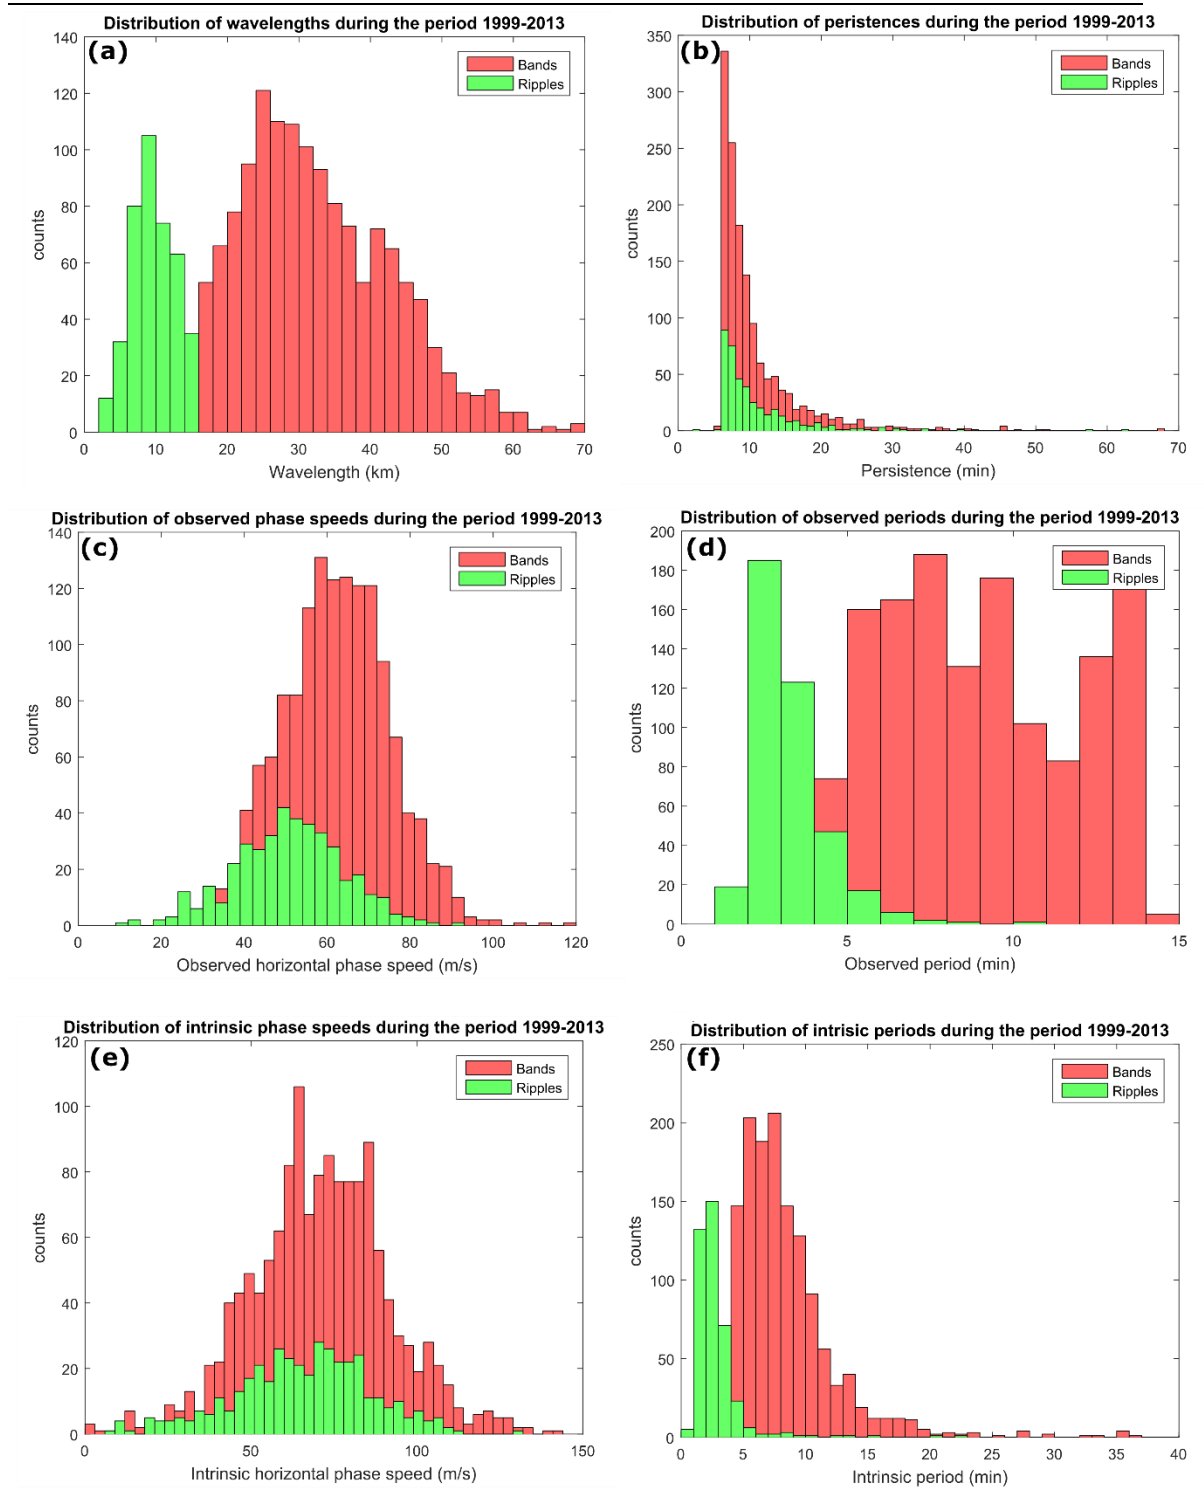 Distribution of wavelengths during the period 1999-2013
(a)
Bands
Ripples
140
120
100
80
60
40
20
0
counts
0 10 20 30 40 50 60 70
Wavelength (km)
Distribution of peristences during the period 1999-2013
(b)
Bands
Ripples
350
300
250
200
150
100
50
0
counts
0 10 20 30 40 50 60 70
Persistence (min)
Distribution of observed phase speeds during the period 1999-2013
(c)
Bands
Ripples
140
120
100
80
60
40
20
0
counts
0 20 40 60 80 100 120
Observed horizontal phase speed (m/s)
Distribution of observed periods during the period 1999-2013
(d)
Bands
Ripples
200
180
160
140
120
100
80
60
40
20
0
counts
0 5 10 15
Observed period (min)
Distribution of intrinsic phase speeds during the period 1999-2013
(e)
Bands
Ripples
120
100
80
60
40
20
0
counts
0 50 100 150
Intrinsic horizontal phase speed (m/s)
Distribution of intrisic periods during the period 1999-2013
(f)
Bands
Ripples
250
200
150
100
50
0
counts
0 5 10 15 20 25 30 35 40
Intrinsic period (min)